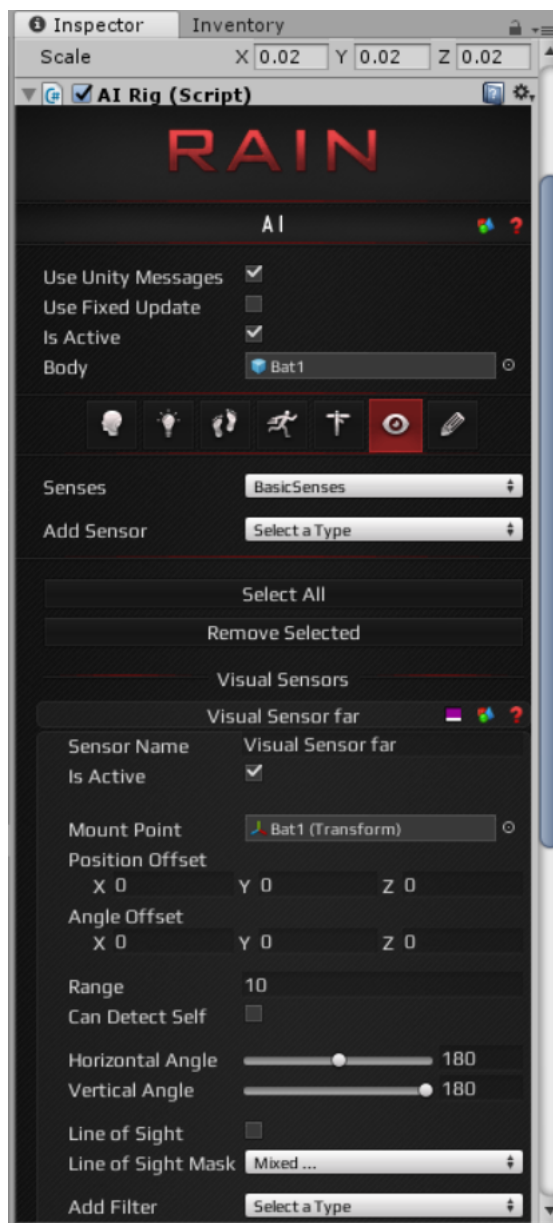 Inspector Inventory
Scale X 0.02 Y 0.02 Z 0.02
AI Rig (Script)
RAIN
AI
Use Unity Messages
Use Fixed Update
Is Active
Body Bat1
Senses BasicSenses
Add Sensor Select a Type
Select All
Remove Selected
Visual Sensors
Visual Sensor far ?
Sensor Name Visual Sensor far
Is Active
Mount Point Bat1 (Transform)
Position Offset
X 0 Y 0 Z 0
Angle Offset
X 0 Y 0 Z 0
Range 10
Can Detect Self
Horizontal Angle 180
Vertical Angle 180
Line of Sight
Line of Sight Mask Mixed ...
Add Filter Select a Type